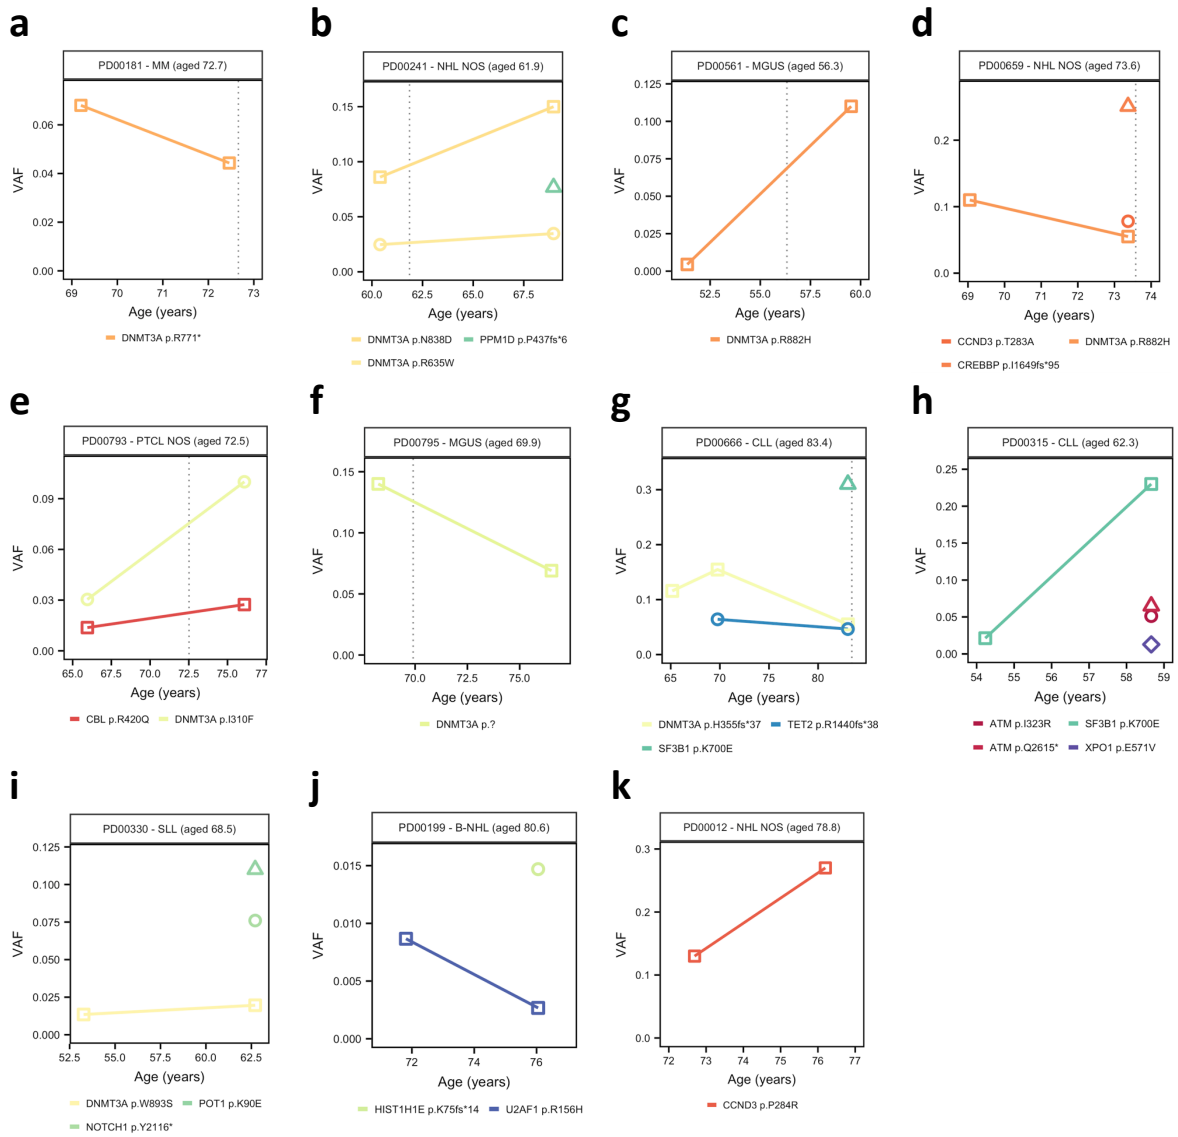 a
PD00181 - MM (aged 72.7)
0.06
0.04
0.02
0.00
VAF
69 70 71 72 73
Age (years)
DNMT3A p.R771*
b
PD00241 - NHL NOS (aged 61.9)
0.15
0.10
0.05
0.00
VAF
60.0 62.5 65.0 67.5
Age (years)
DNMT3A p.N838D PPM1D p.P437fs*6
DNMT3A p.R635W
c
PD00561 - MGUS (aged 56.3)
0.125
0.100
0.075
0.050
0.025
0.000
VAF
52.5 55.0 57.5 60.0
Age (years)
DNMT3A p.R882H
d
PD00659 - NHL NOS (aged 73.6)
0.2
0.1
0.0
VAF
69 70 71 72 73 74
Age (years)
CCND3 p.T283A DNMT3A p.R882H
CREBBP p.I1649fs*95
e
PD00793 - PTCL NOS (aged 72.5)
0.09
0.06
0.03
0.00
VAF
65.0 67.5 70.0 72.5 75.0 77
Age (years)
CBL p.R420Q DNMT3A p.I310F
f
PD00795 - MGUS (aged 69.9)
0.15
0.10
0.05
0.00
VAF
70.0 72.5 75.0
Age (years)
DNMT3A p.?
g
PD00666 - CLL (aged 83.4)
0.3
0.2
0.1
0.0
VAF
65 70 75 80
Age (years)
DNMT3A p.H355fs*37 TET2 p.R1440fs*38
SF3B1 p.K700E
h
PD00315 - CLL (aged 62.3)
0.25
0.20
0.15
0.10
0.05
0.00
VAF
54 55 56 57 58 59
Age (years)
ATM p.I323R SF3B1 p.K700E
ATM p.Q2615* XPO1 p.E571V
i
PD00330 - SLL (aged 68.5)
0.125
0.100
0.075
0.050
0.025
0.000
VAF
52.5 55.0 57.5 60.0 62.5
Age (years)
DNMT3A p.W893S POT1 p.K90E
NOTCH1 p.Y2116*
j
PD00199 - B-NHL (aged 80.6)
0.015
0.010
0.005
0.000
VAF
72 74 76
Age (years)
HIST1H1E p.K75fs*14 U2AF1 p.R156H
k
PD00012 - NHL NOS (aged 78.8)
0.3
0.2
0.1
0.0
VAF
72 73 74 75 76 77
Age (years)
CCND3 p.P284R